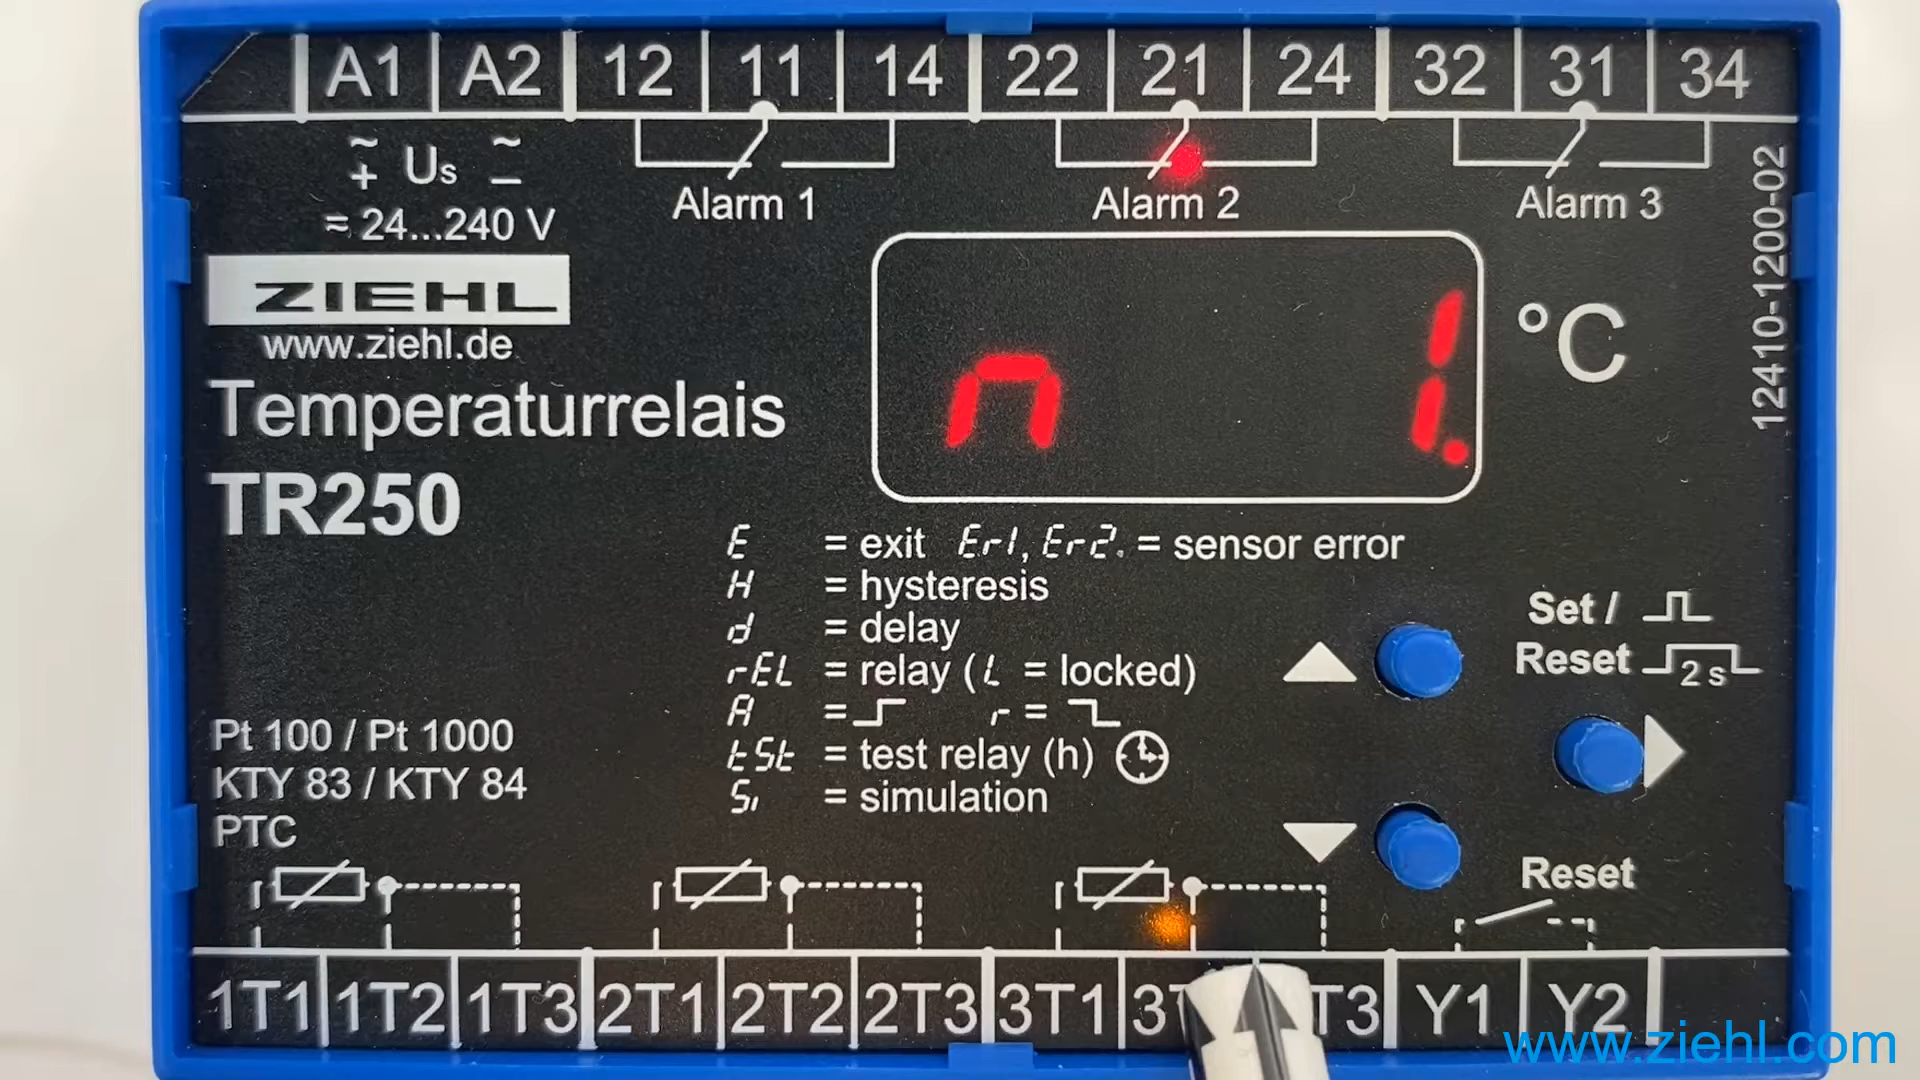 A1 A2 12 11 14 22 21 24 32 31 34
~ ~
+ Us –
Alarm 1 Alarm 2 Alarm 3
≂ 24...240 V
12410-1200-02
ZIEHL
www.ziehl.de
n 1.
°C
Temperaturrelais
TR250
E = exit Er1, Er2. = sensor error
H = hysteresis
d = delay
rEL = relay (L = locked)
A = r =
tSt = test relay (h)
Si = simulation
Set /
Reset 2 s
Pt 100 / Pt 1000
KTY 83 / KTY 84
PTC
Reset
1T1 1T2 1T3 2T1 2T2 2T3 3T1 Y1 Y2
www.ziehl.com